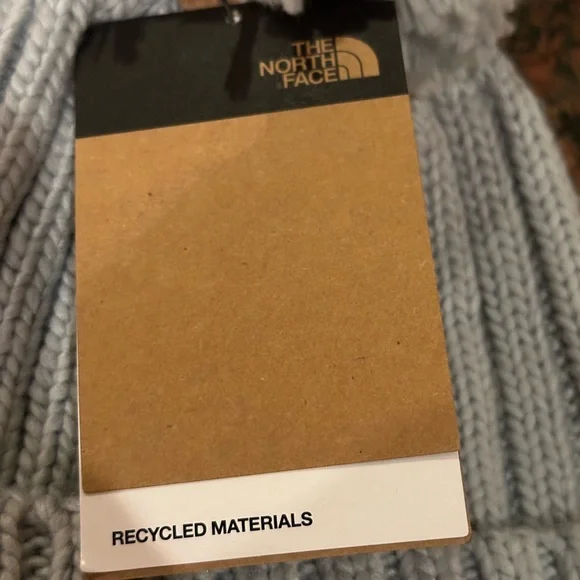 THE
NORTH
FACE
RECYCLED MATERIALS